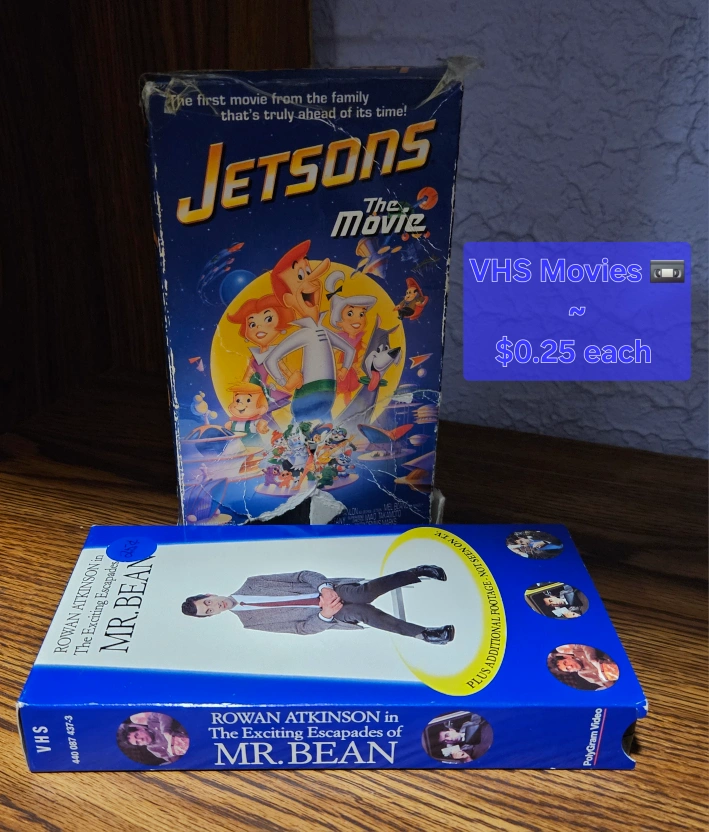 The first movie from the family
that's truly ahead of its time!
JETSONS
The
Movie
VHS Movies 📼
~
$0.25 each
ROWAN ATKINSON in
The Exciting Escapades
MR. BEAN
PLUS ADDITIONAL FOOTAGE - NOT SEEN ON TV
VHS
440 087 437-3
ROWAN ATKINSON in
The Exciting Escapades of
MR. BEAN
PolyGram Video